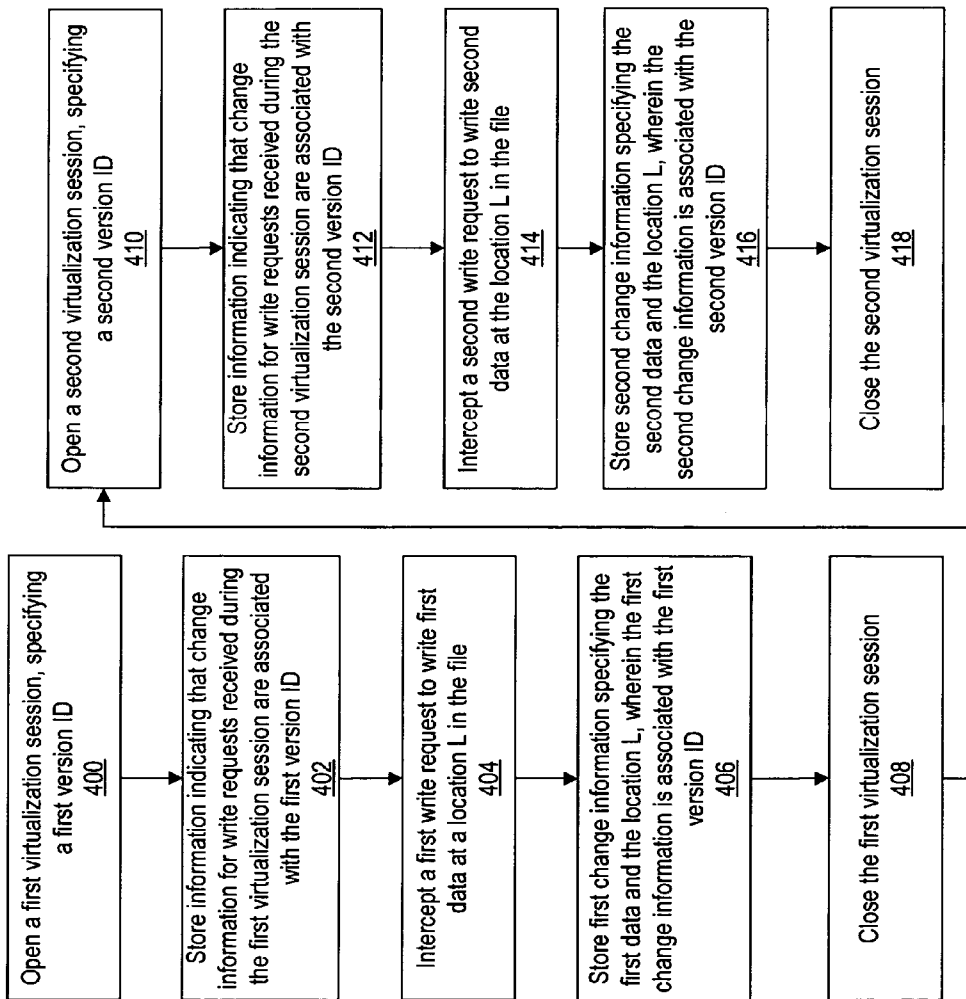 Open a first virtualization session, specifying
a first version ID
400
Store information indicating that change
information for write requests received during
the first virtualization session are associated
with the first version ID
402
Intercept a first write request to write first
data at a location L in the file
404
Store first change information specifying the
first data and the location L, wherein the first
change information is associated with the first
version ID
406
Close the first virtualization session
408
Open a second virtualization session, specifying
a second version ID
410
Store information indicating that change
information for write requests received during the
second virtualization session are associated with
the second version ID
412
Intercept a second write request to write second
data at the location L in the file
414
Store second change information specifying the
second data and the location L, wherein the
second change information is associated with the
second version ID
416
Close the second virtualization session
418